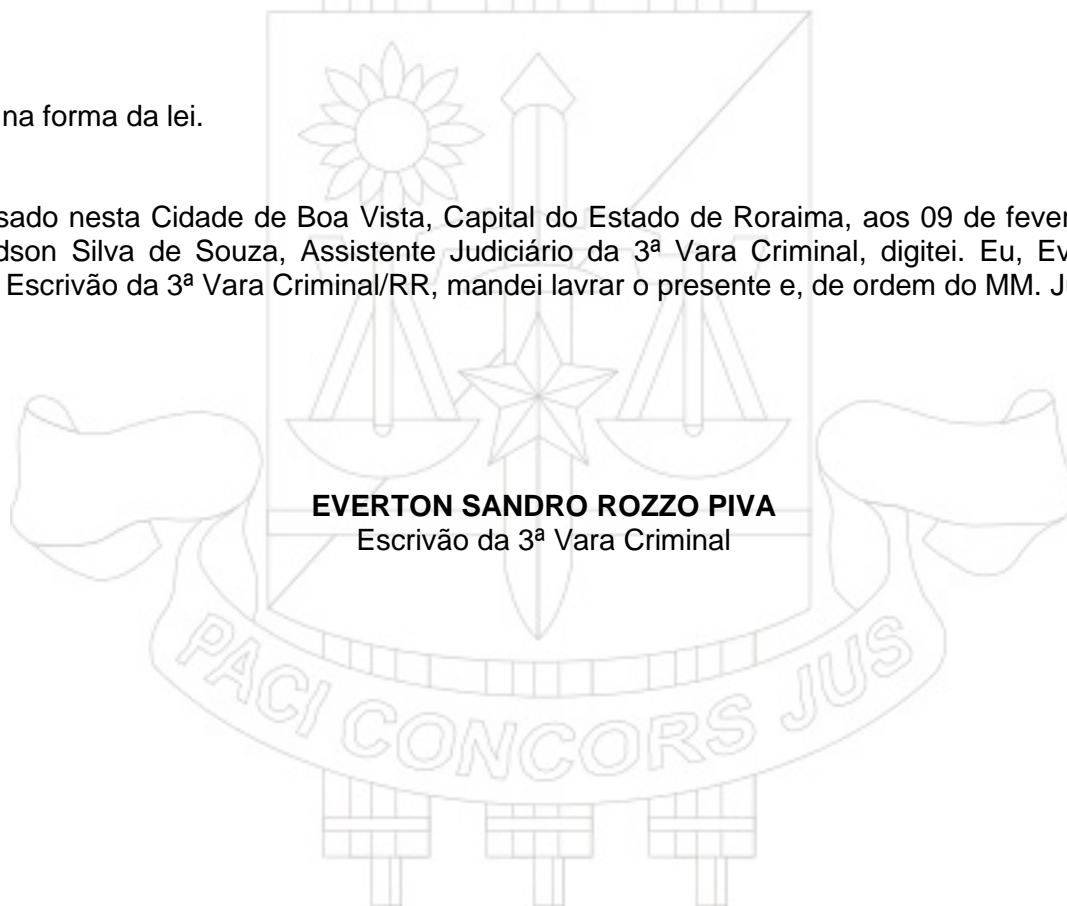 na forma da lei.
sado nesta Cidade de Boa Vista, Capital do Estado de Roraima, aos 09 de fever
dson Silva de Souza, Assistente Judiciário da 3ª Vara Criminal, digitei. Eu, Ev
Escrivão da 3ª Vara Criminal/RR, mandei lavrar o presente e, de ordem do MM. J
EVERTON SANDRO ROZZO PIVA
Escrivão da 3ª Vara Criminal
PACI CONCORS JUS